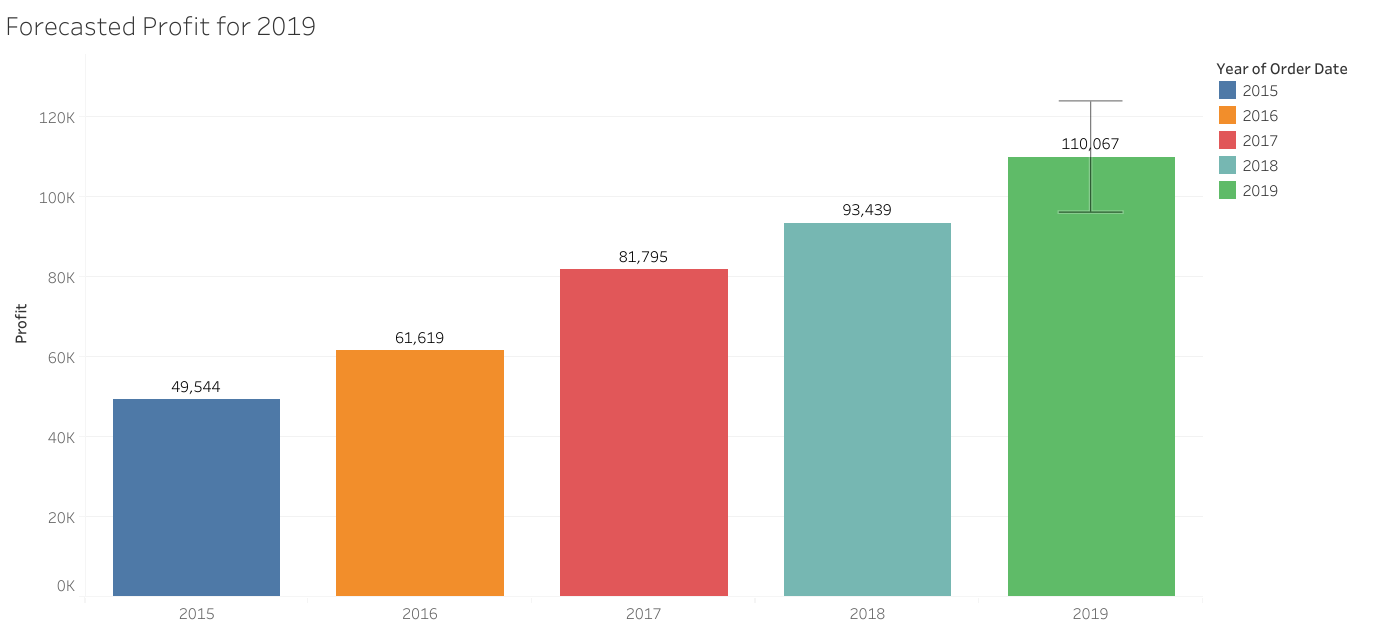 Forecasted Profit for 2019
Year of Order Date
2015
2016
2017
2018
2019
Profit
120K
100K
80K
60K
40K
20K
0K
49,544
61,619
81,795
93,439
110,067
2015
2016
2017
2018
2019